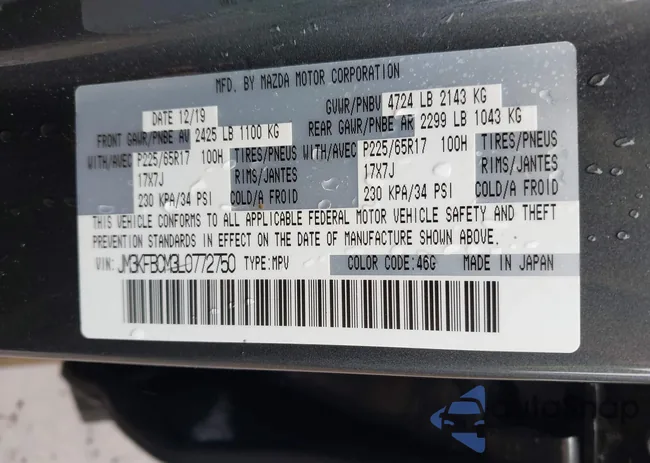 MFD. BY MAZDA MOTOR CORPORATION
DATE 12/19 GVWR/PNBV 4724 LB 2143 KG
FRONT GAWR/PNBE AV 2425 LB 1100 KG REAR GAWR/PNBE AR 2299 LB 1043 KG
WITH/AVEC P225/65R17 100H TIRES/PNEUS WITH/AVEC P225/65R17 100H TIRES/PNEUS
17X7J RIMS/JANTES 17X7J RIMS/JANTES
230 KPA/34 PSI COLD/A FROID 230 KPA/34 PSI COLD/A FROID
THIS VEHICLE CONFORMS TO ALL APPLICABLE FEDERAL MOTOR VEHICLE SAFETY AND THEFT
PREVENTION STANDARDS IN EFFECT ON THE DATE OF MANUFACTURE SHOWN ABOVE.
VIN: JM3KFBCM3L0772750 TYPE:MPV COLOR CODE:46G MADE IN JAPAN
autosnap